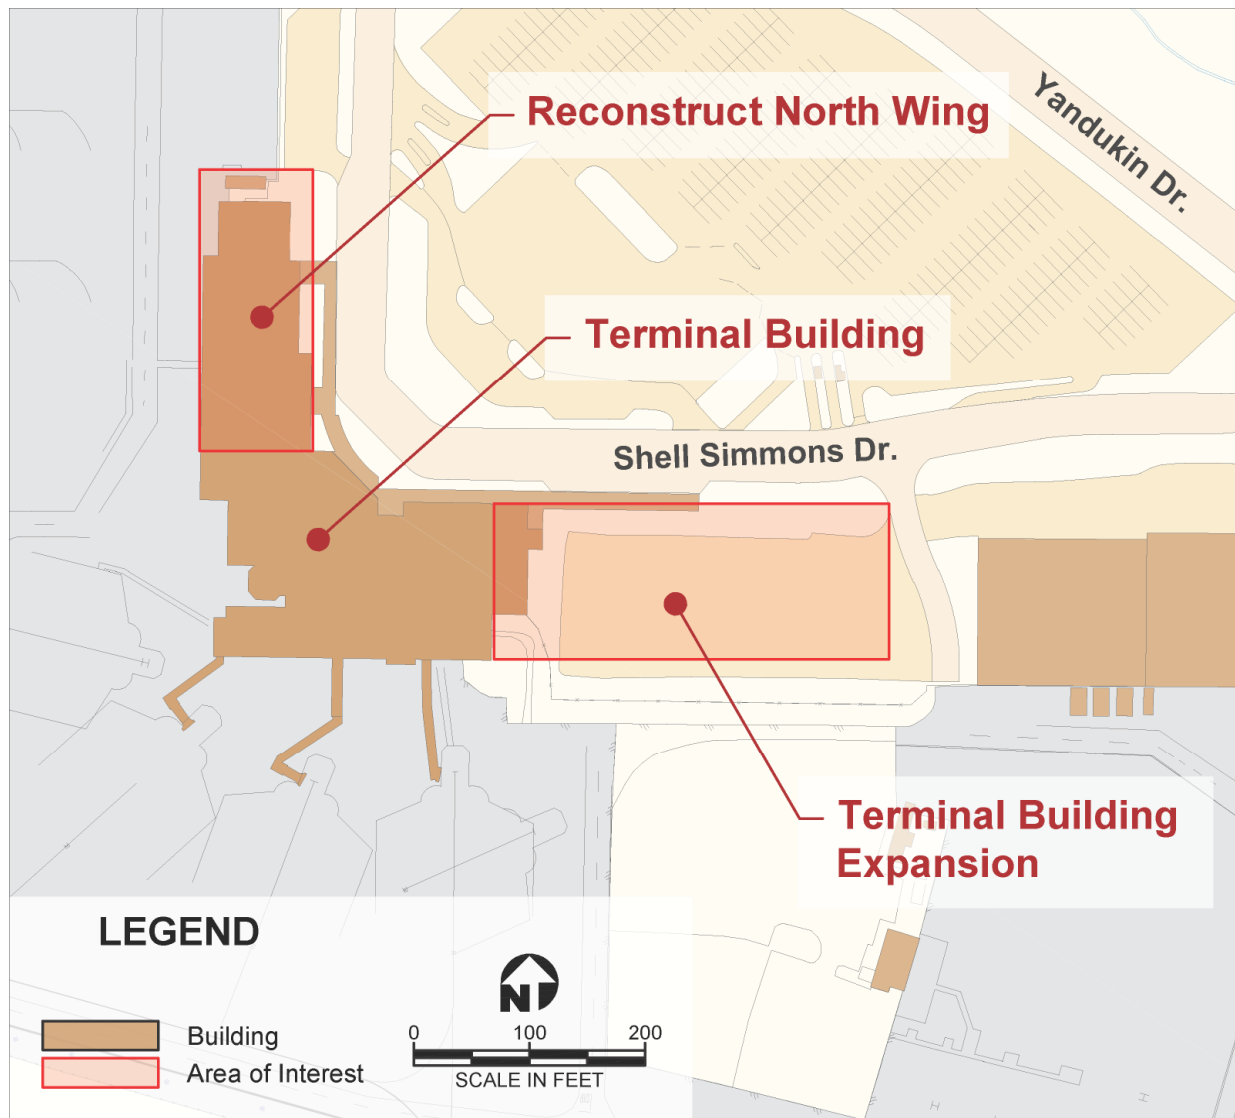 Reconstruct North Wing
Yandukin Dr.
Terminal Building
Shell Simmons Dr.
Terminal Building
Expansion
LEGEND
N
0 100 200
SCALE IN FEET
Building
Area of Interest